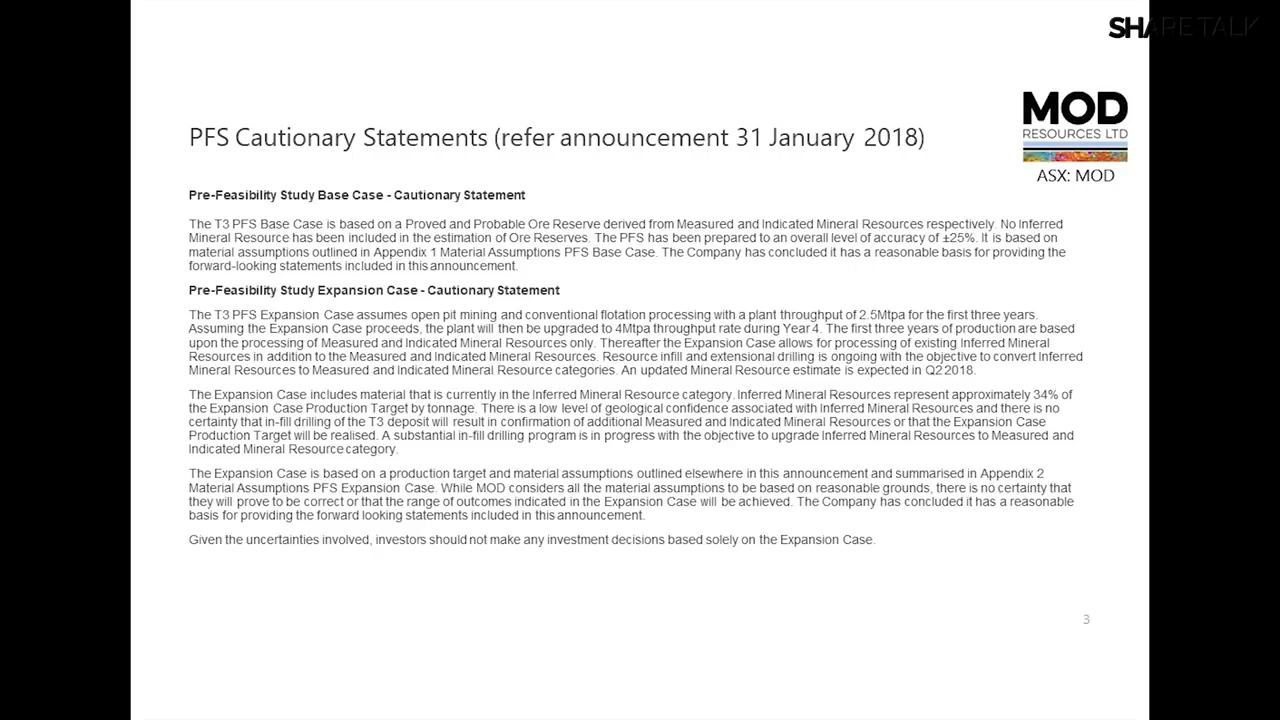 SHARE TALK
MOD
RESOURCES LTD
ASX: MOD
PFS Cautionary Statements (refer announcement 31 January 2018)
Pre-Feasibility Study Base Case - Cautionary Statement
The T3 PFS Base Case is based on a Proved and Probable Ore Reserve derived from Measured and Indicated Mineral Resources respectively. No Inferred
Mineral Resource has been included in the estimation of Ore Reserves. The PFS has been prepared to an overall level of accuracy of ±25%. It is based on
material assumptions outlined in Appendix 1 Material Assumptions PFS Base Case. The Company has concluded it has a reasonable basis for providing the
forward-looking statements included in this announcement.
Pre-Feasibility Study Expansion Case - Cautionary Statement
The T3 PFS Expansion Case assumes open pit mining and conventional flotation processing with a plant throughput of 2.5Mtpa for the first three years.
Assuming the Expansion Case proceeds, the plant will then be upgraded to 4Mtpa throughput rate during Year 4. The first three years of production are based
upon the processing of Measured and Indicated Mineral Resources only. Thereafter the Expansion Case allows for processing of existing Inferred Mineral
Resources in addition to the Measured and Indicated Mineral Resources. Resource infill and extensional drilling is ongoing with the objective to convert Inferred
Mineral Resources to Measured and Indicated Mineral Resource categories. An updated Mineral Resource estimate is expected in Q2 2018.
The Expansion Case includes material that is currently in the Inferred Mineral Resource category. Inferred Mineral Resources represent approximately 34% of
the Expansion Case Production Target by tonnage. There is a low level of geological confidence associated with Inferred Mineral Resources and there is no
certainty that in-fill drilling of the T3 deposit will result in confirmation of additional Measured and Indicated Mineral Resources or that the Expansion Case
Production Target will be realised. A substantial in-fill drilling program is in progress with the objective to upgrade Inferred Mineral Resources to Measured and
Indicated Mineral Resource category.
The Expansion Case is based on a production target and material assumptions outlined elsewhere in this announcement and summarised in Appendix 2
Material Assumptions PFS Expansion Case. While MOD considers all the material assumptions to be based on reasonable grounds, there is no certainty that
they will prove to be correct or that the range of outcomes indicated in the Expansion Case will be achieved. The Company has concluded it has a reasonable
basis for providing the forward looking statements included in this announcement.
Given the uncertainties involved, investors should not make any investment decisions based solely on the Expansion Case.
3